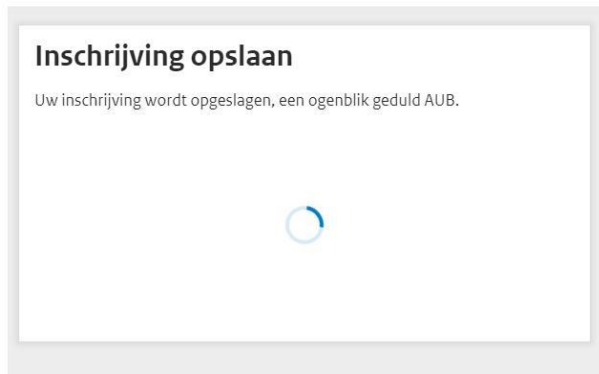 Inschrijving opslaan
Uw inschrijving wordt opgeslagen, een ogenblik geduld AUB.